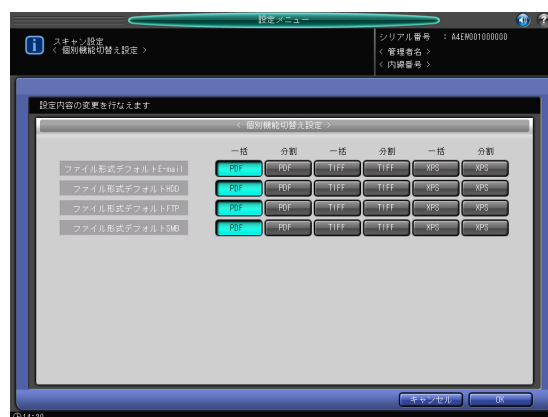 設定メニュー
スキャン設定
< 個別機能切替え設定 >
シリアル番号 : A4EW001000000
< 管理者名 >
< 内線番号 >
設定内容の変更を行なえます
< 個別機能切替え設定 >
一括 分割 一括 分割 一括 分割
ファイル形式デフォルトE-mail PDF PDF TIFF TIFF XPS XPS
ファイル形式デフォルトHDD PDF PDF TIFF TIFF XPS XPS
ファイル形式デフォルトFTP PDF PDF TIFF TIFF XPS XPS
ファイル形式デフォルトSMB PDF PDF TIFF TIFF XPS XPS
キャンセル OK